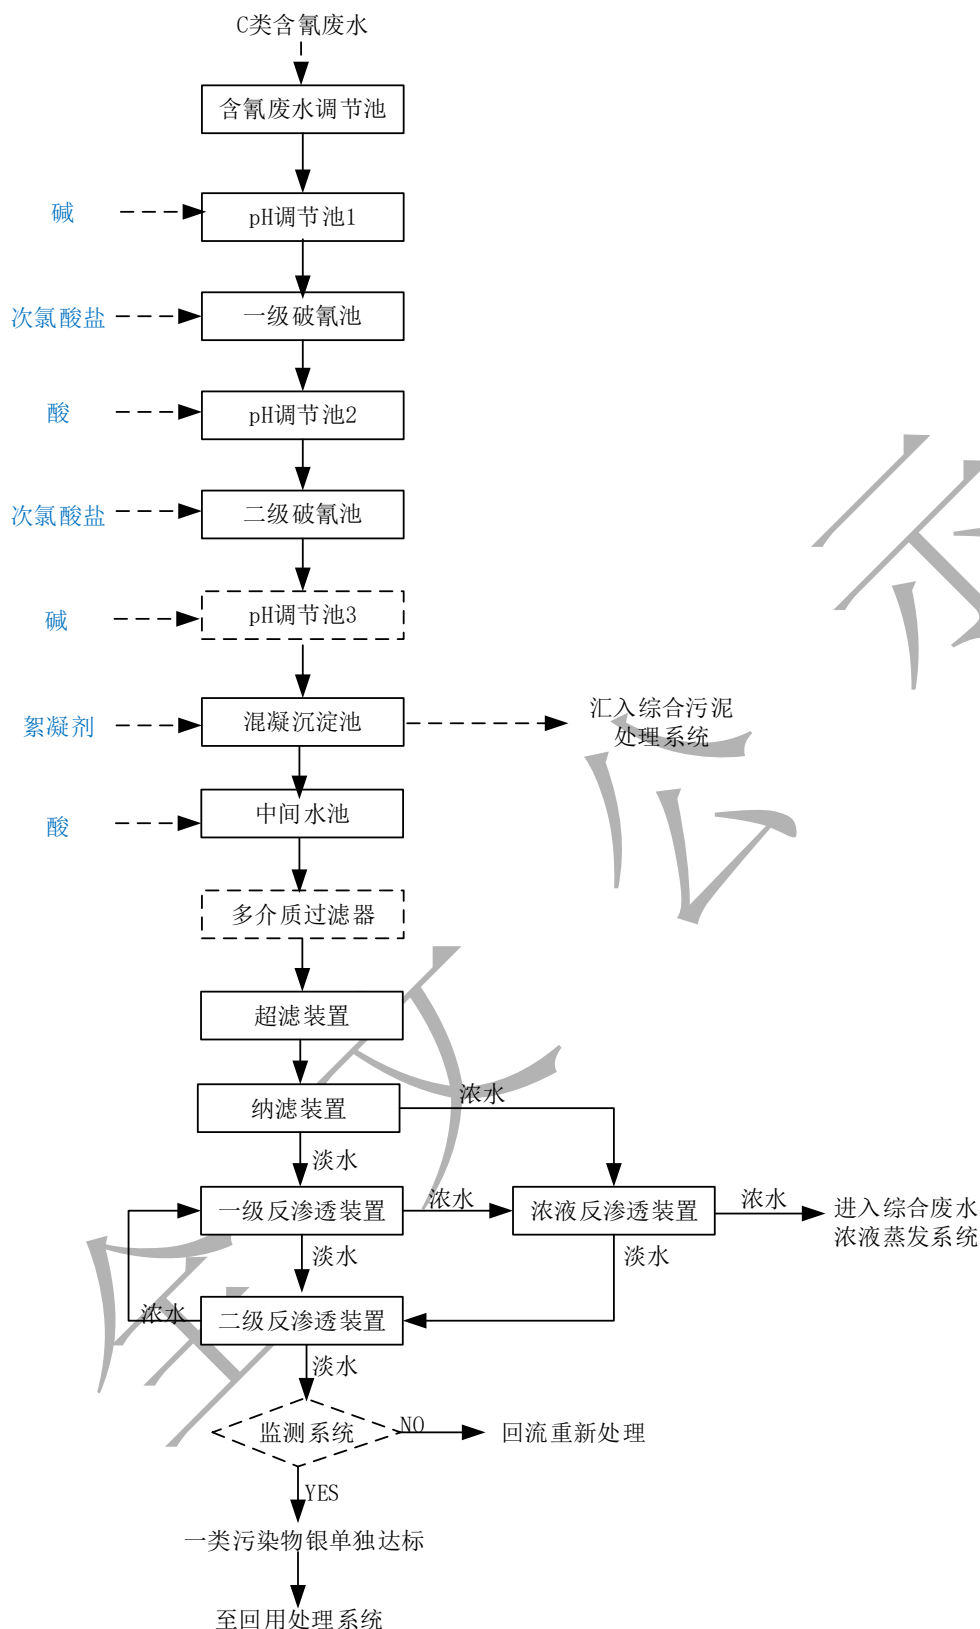 C类含氰废水
含氰废水调节池
碱
pH调节池1
次氯酸盐
一级破氰池
酸
pH调节池2
次氯酸盐
二级破氰池
碱
pH调节池3
絮凝剂
混凝沉淀池
汇入综合污泥
处理系统
酸
中间水池
多介质过滤器
超滤装置
纳滤装置
浓水
淡水
一级反渗透装置
浓水
浓液反渗透装置
浓水
进入综合废水
浓液蒸发系统
淡水
淡水
浓水
二级反渗透装置
淡水
监测系统
NO
回流重新处理
YES
一类污染物银单独达标
至回用处理系统
全文公示